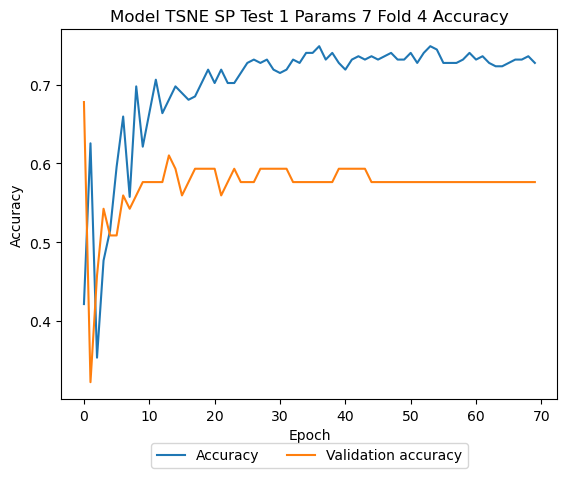 Model TSNE SP Test 1 Params 7 Fold 4 Accuracy
0.7
0.6
0.5
0.4
Accuracy
0 10 20 30 40 50 60 70
Epoch
Accuracy Validation accuracy